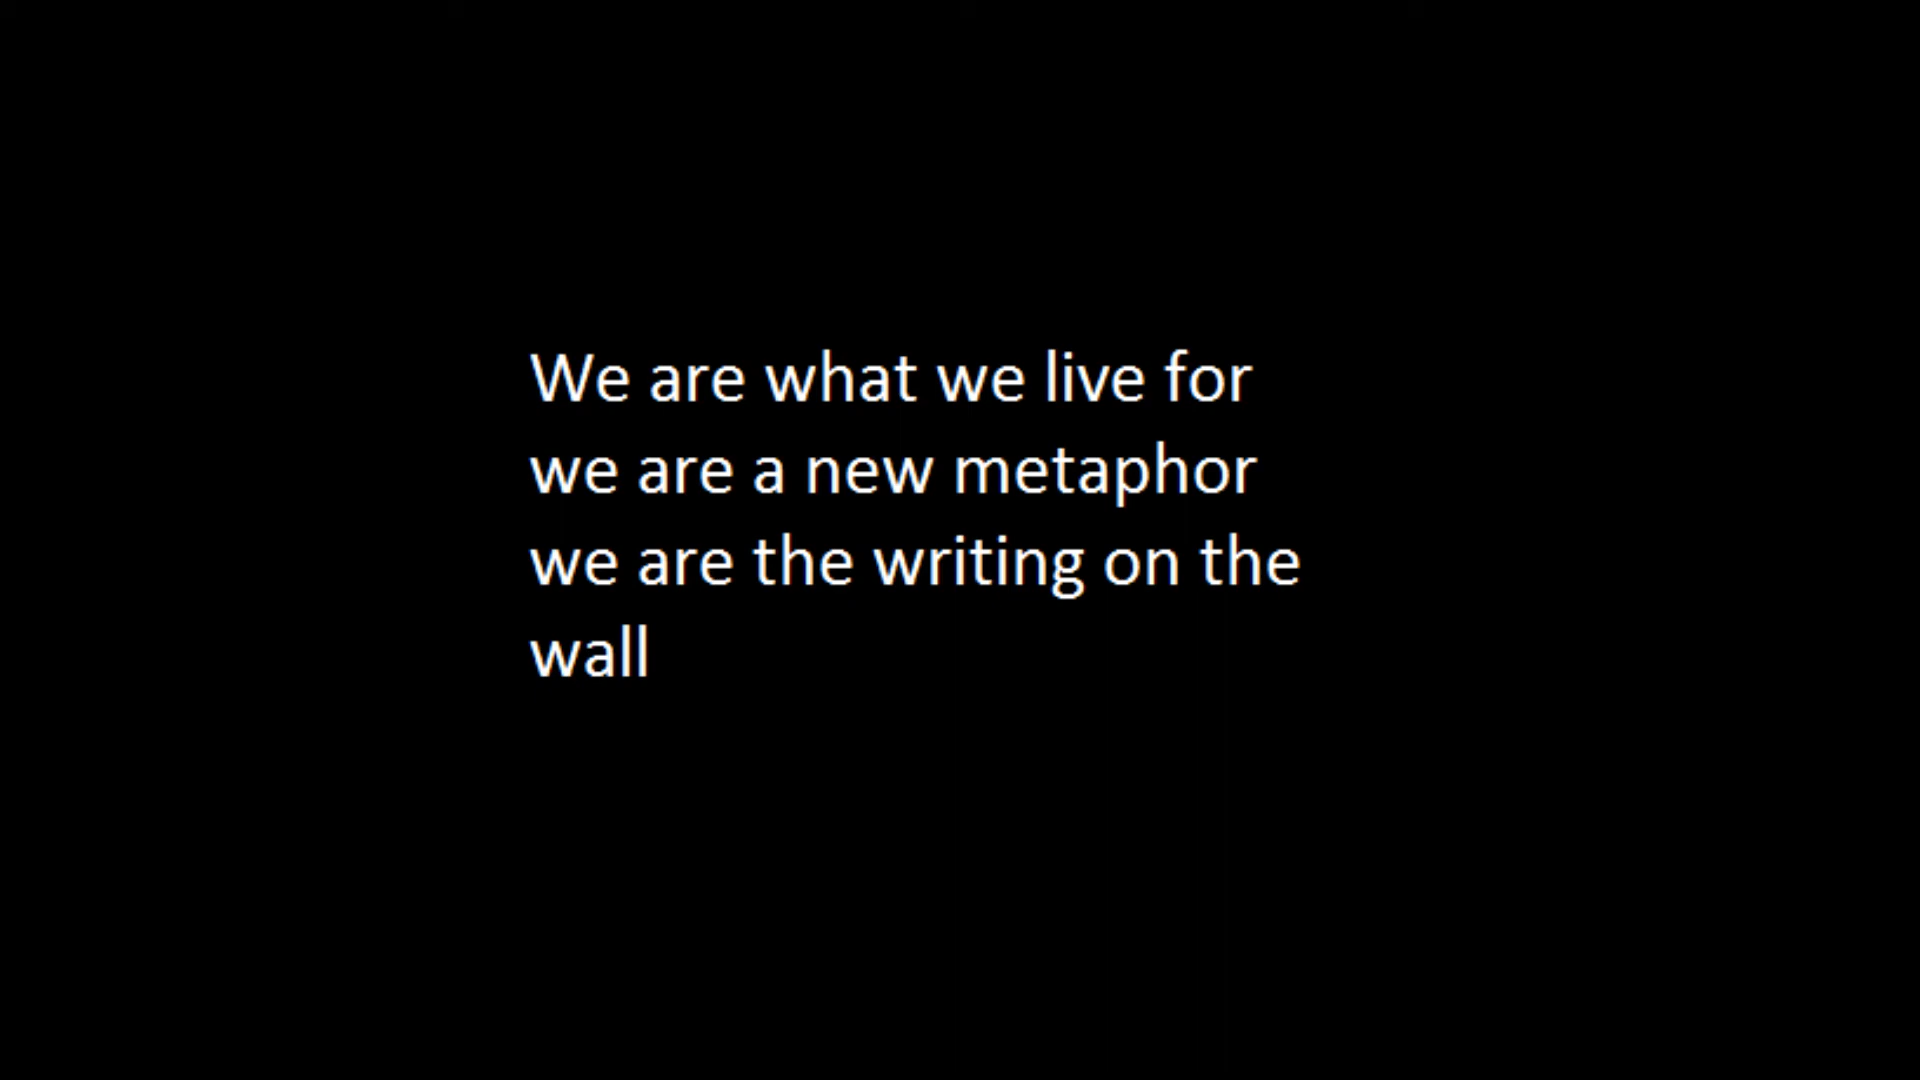 We are what we live for
we are a new metaphor
we are the writing on the
wall